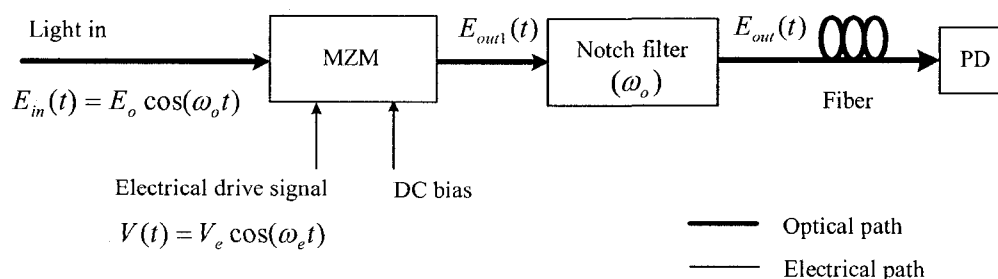 Light in
E_in(t) = E_o cos(ω_o t)
MZM
E_out1(t)
Notch filter
(ω_o)
E_out(t)
Fiber
PD
Electrical drive signal
V(t) = V_e cos(ω_e t)
DC bias
Optical path
Electrical path